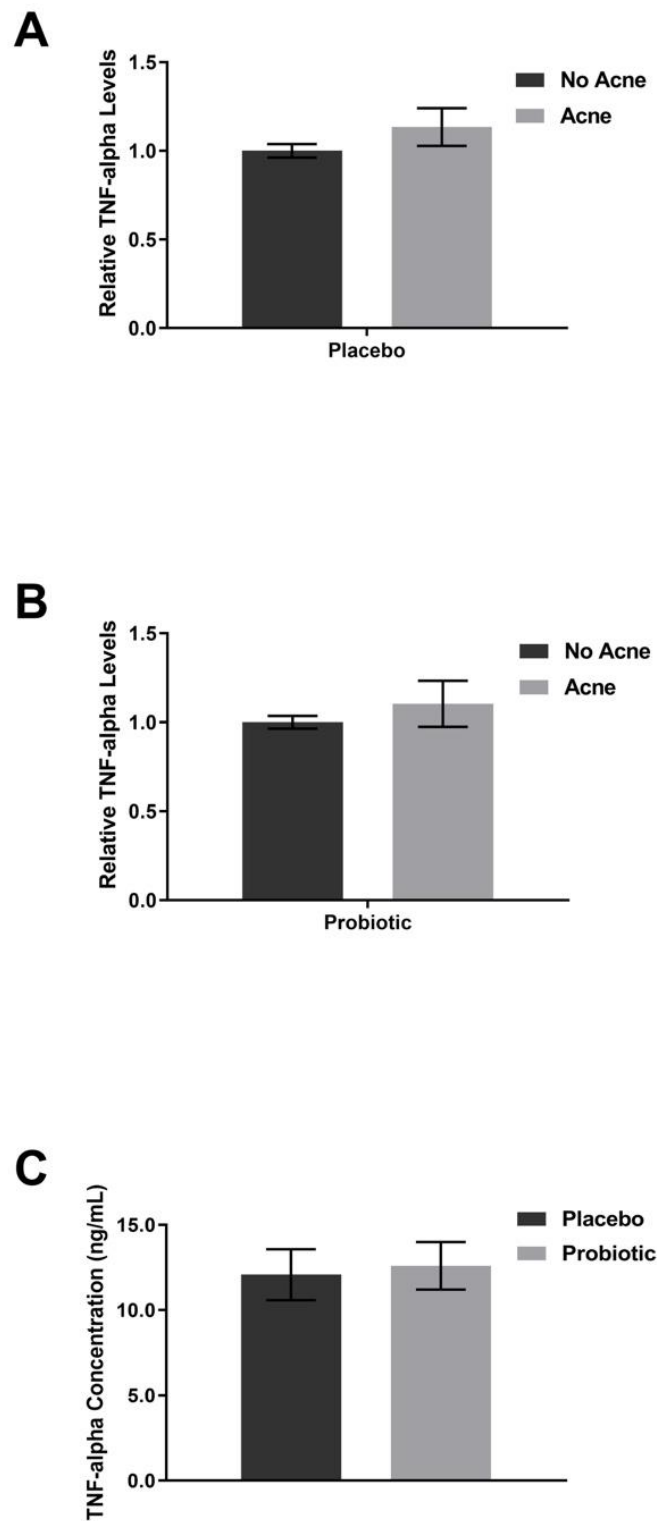 A
Relative TNF-alpha Levels
1.5
1.0
0.5
0.0
No Acne
Acne
Placebo
B
Relative TNF-alpha Levels
1.5
1.0
0.5
0.0
No Acne
Acne
Probiotic
C
TNF-alpha Concentration (ng/mL)
15.0
10.0
5.0
0.0
Placebo
Probiotic